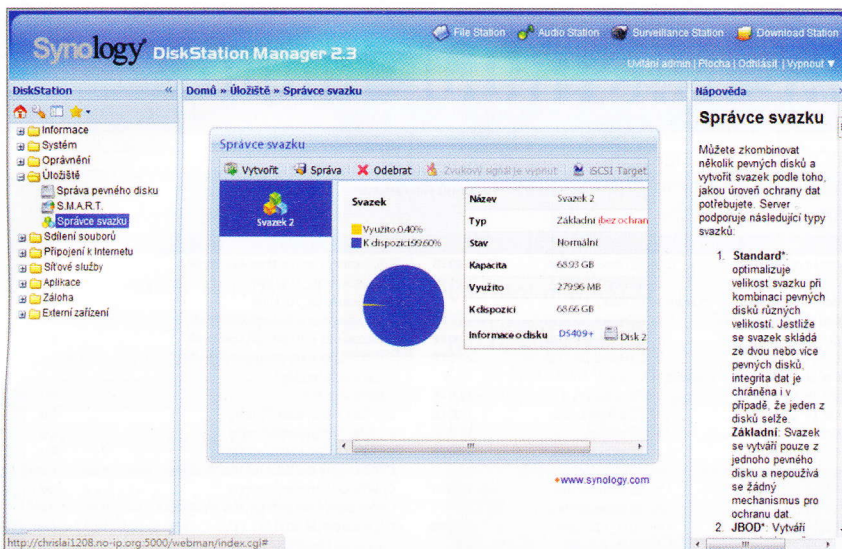 File Station Audio Station Surveillance Station Download Station
Synology DiskStation Manager 2.3
Uvítání admin | Plocha | Odhlásit | Vypnout
DiskStation
Informace
Systém
Oprávnění
Úložiště
Správa pevného disku
S.M.A.R.T.
Správce svazku
Sdílení souborů
Připojení k Internetu
Síťové služby
Aplikace
Záloha
Externí zařízení
Domů » Úložiště » Správce svazku
Správce svazku
Vytvořit Správa Odebrat Zvukový signál je vypnut iSCSI Target
Svazek 2
Svazek
Využito:0.40%
K dispozici:99.60%
Název Svazek 2
Typ Základní (bez ochran
Stav Normální
Kapacita 68.93 GB
Využito 279.96 MB
K dispozici 68.66 GB
Informace o disku DS409+ Disk 2
www.synology.com
Nápověda
Správce svazku
Můžete zkombinovat
několik pevných disků a
vytvořit svazek podle toho,
jakou úroveň ochrany dat
potřebujete. Server
podporuje následující typy
svazků:
1. Standard*:
optimalizuje
velikost svazku při
kombinaci pevných
disků různých
velikostí. Jestliže
se svazek skládá
ze dvou nebo více
pevných disků,
integrita dat je
chráněna i v
případě, že jeden z
disků selže.
Základní: Svazek
se vytváří pouze z
jednoho pevného
disku a nepoužívá
se žádný
mechanismus pro
ochranu dat.
2. JBOD*: Vytváří
http://chrislai1208.no-ip.org:5000/webman/index.cgi#